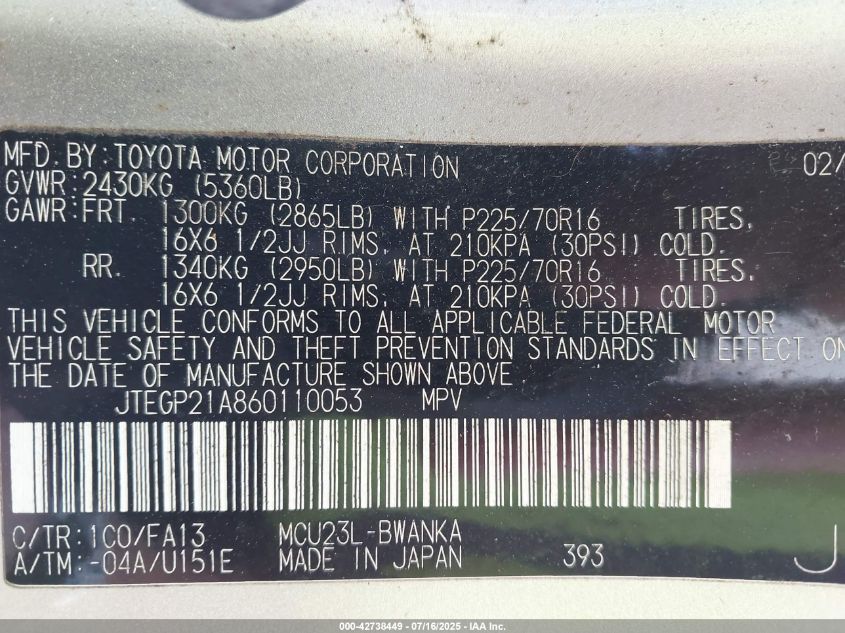 MFD. BY: TOYOTA MOTOR CORPORATION 02/
GVWR: 2430KG (5360LB)
GAWR: FRT. 1300KG (2865LB) WITH P225/70R16 TIRES,
16X6 1/2JJ RIMS, AT 210KPA (30PSI) COLD.
RR. 1340KG (2950LB) WITH P225/70R16 TIRES,
16X6 1/2JJ RIMS, AT 210KPA (30PSI) COLD.
THIS VEHICLE CONFORMS TO ALL APPLICABLE FEDERAL MOTOR
VEHICLE SAFETY AND THEFT PREVENTION STANDARDS IN EFFECT ON
THE DATE OF MANUFACTURE SHOWN ABOVE
JTEGP21A860110053 MPV
C/TR: 1C0/FA13 MCU23L-BWANKA
A/TM: -04A/U151E MADE IN JAPAN 393 J
000-42738449 - 07/16/2025 - IAA Inc.